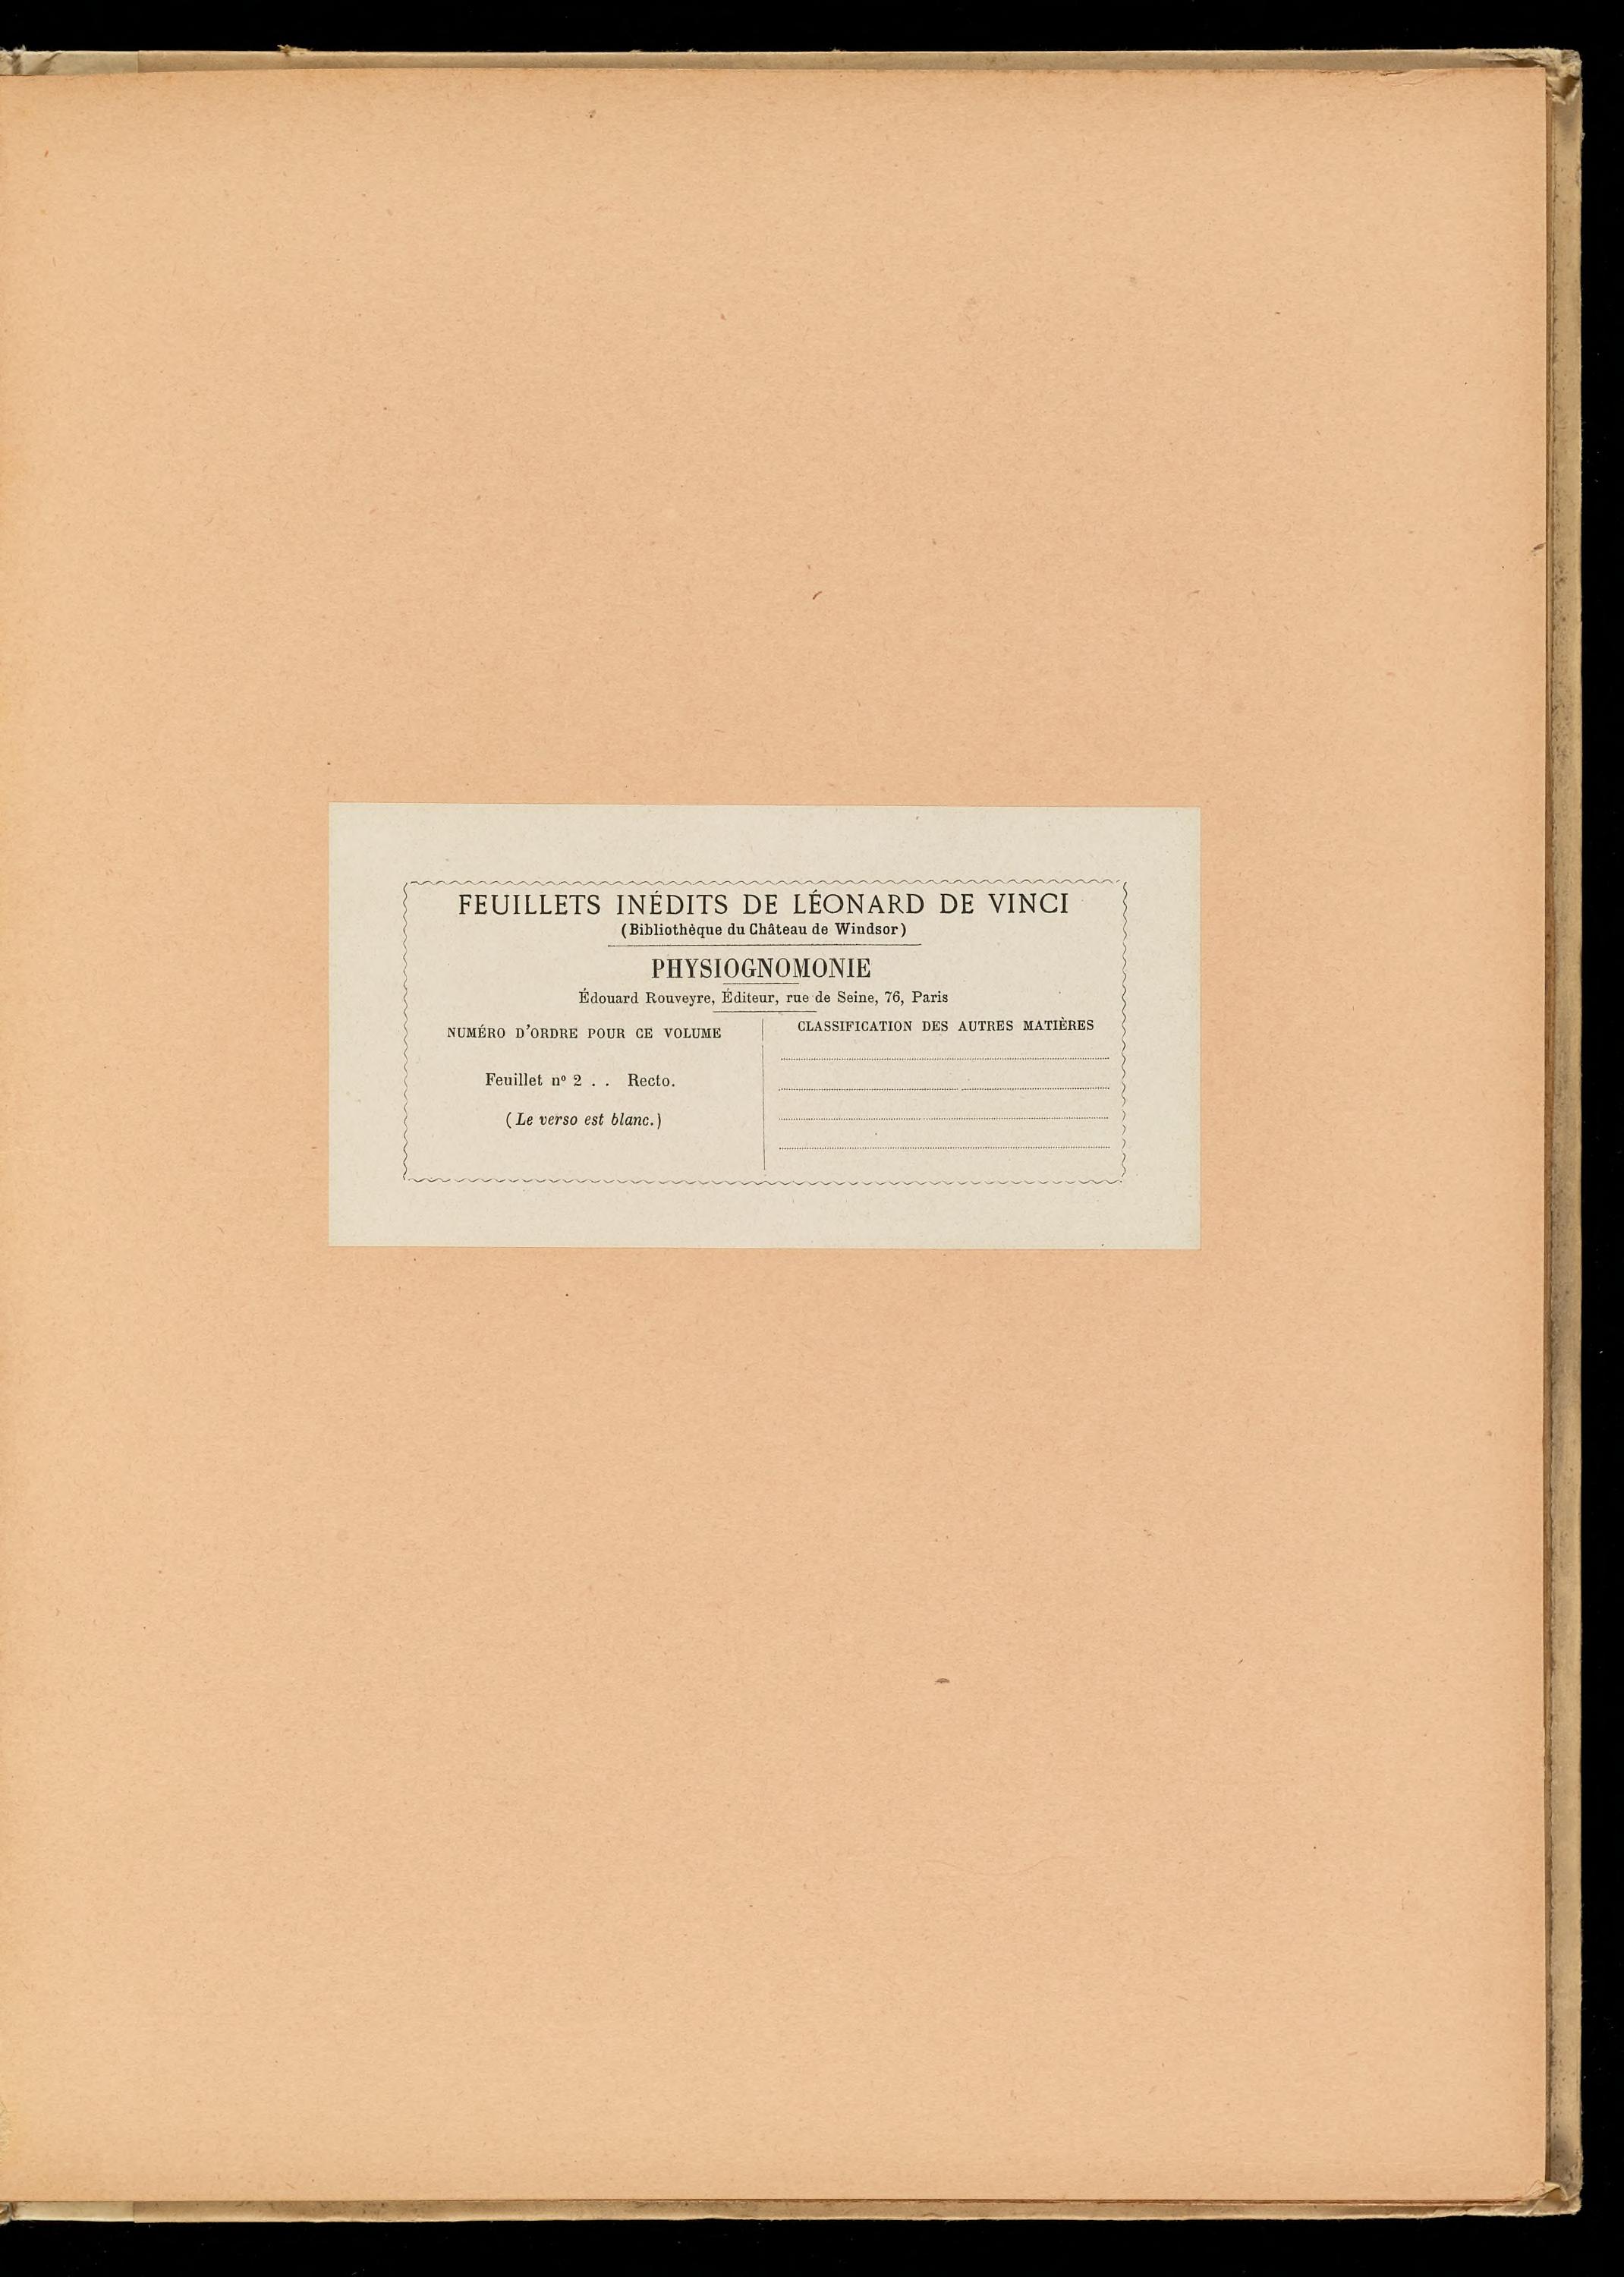 FEUILLETS INÉDITS DE LÉONARD DE VINCI
(Bibliothèque du Château de Windsor)
PHYSIOGNOMONIE
Édouard Rouveyre, Éditeur, rue de Seine, 76, Paris
NUMÉRO D'ORDRE POUR CE VOLUME
Feuillet nº 2 . . Recto.
(Le verso est blanc.)
CLASSIFICATION DES AUTRES MATIÈRES